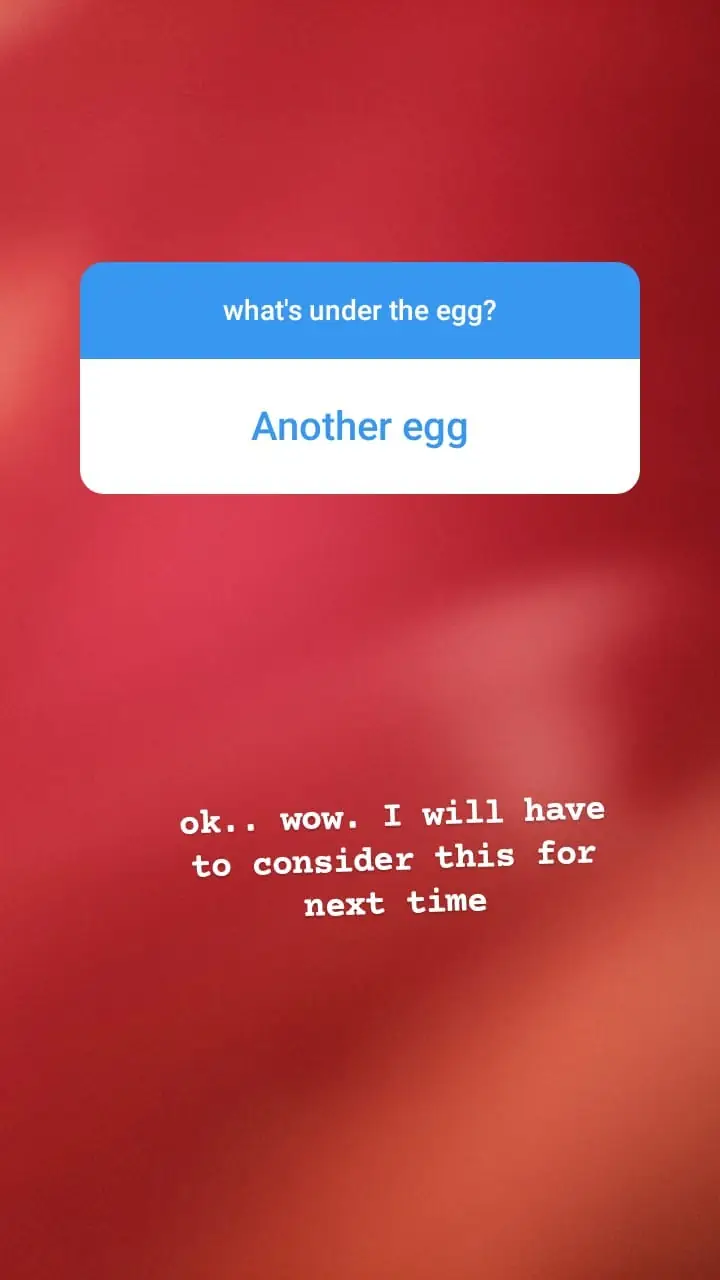 what's under the egg?
Another egg
ok.. wow. I will have
to consider this for
next time